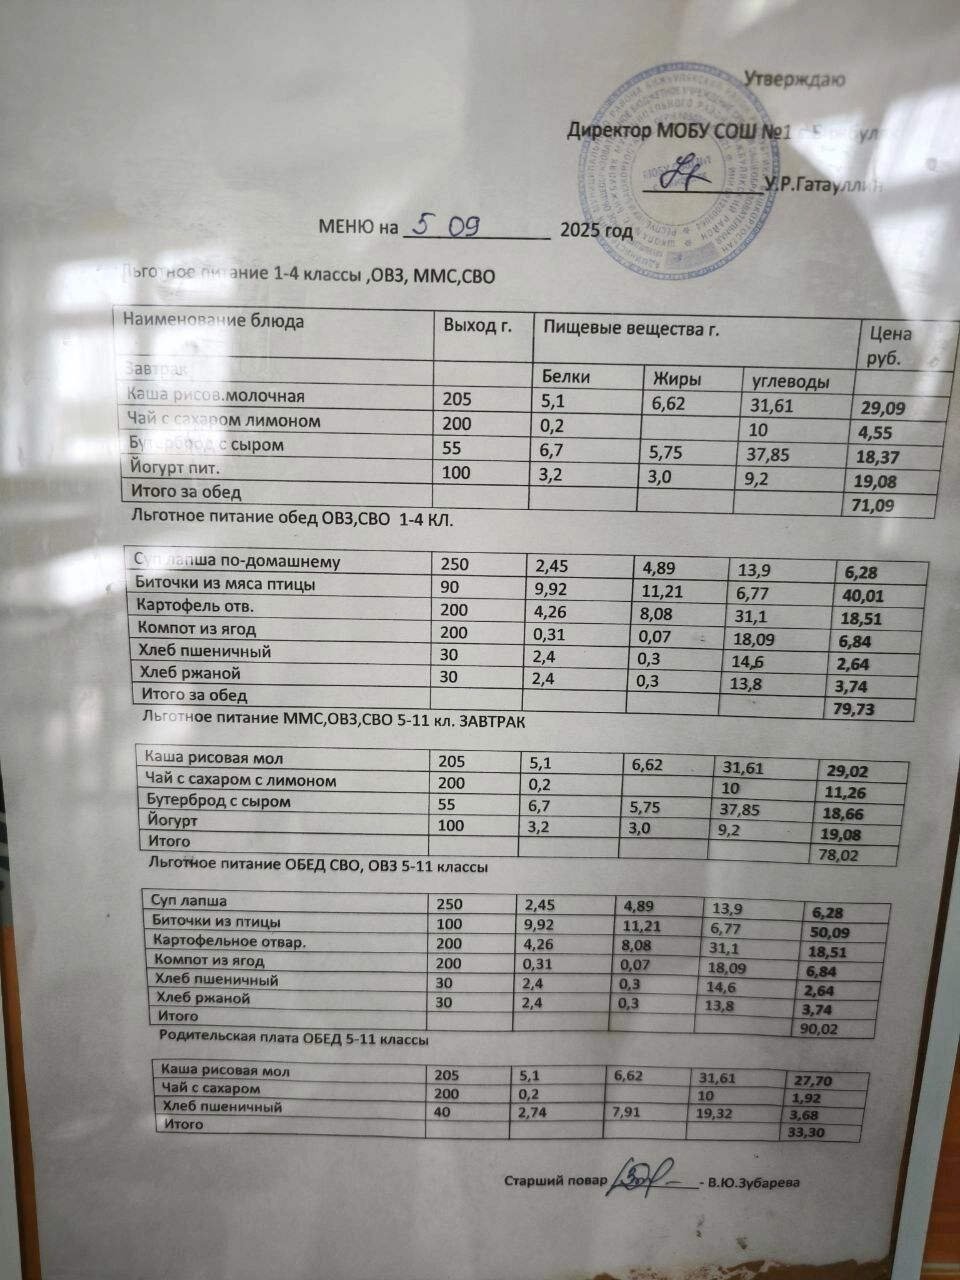 Утверждаю
Директор МОБУ СОШ №1
У.Р.Гатауллин
МЕНЮ на 5 09 2025 год
Льготное питание 1-4 классы ,ОВЗ, ММС,СВО
Наименование блюда Выход г. Пищевые вещества г. Цена руб.
Завтрак Белки Жиры углеводы
Каша рисов.молочная 205 5,1 6,62 31,61 29,09
Чай с сахаром лимоном 200 0,2 10 4,55
Бутерброд с сыром 55 6,7 5,75 37,85 18,37
Йогурт пит. 100 3,2 3,0 9,2 19,08
Итого за обед 71,09
Льготное питание обед ОВЗ,СВО 1-4 КЛ.
Суп лапша по-домашнему 250 2,45 4,89 13,9 6,28
Биточки из мяса птицы 90 9,92 11,21 6,77 40,01
Картофель отв. 200 4,26 8,08 31,1 18,51
Компот из ягод 200 0,31 0,07 18,09 6,84
Хлеб пшеничный 30 2,4 0,3 14,6 2,64
Хлеб ржаной 30 2,4 0,3 13,8 3,74
Итого за обед 79,73
Льготное питание ММС,ОВЗ,СВО 5-11 кл. ЗАВТРАК
Каша рисовая мол 205 5,1 6,62 31,61 29,02
Чай с сахаром с лимоном 200 0,2 10 11,26
Бутерброд с сыром 55 6,7 5,75 37,85 18,66
Йогурт 100 3,2 3,0 9,2 19,08
Итого 78,02
Льготное питание ОБЕД СВО, ОВЗ 5-11 классы
Суп лапша 250 2,45 4,89 13,9 6,28
Биточки из птицы 100 9,92 11,21 6,77 50,09
Картофельное отвар. 200 4,26 8,08 31,1 18,51
Компот из ягод 200 0,31 0,07 18,09 6,84
Хлеб пшеничный 30 2,4 0,3 14,6 2,64
Хлеб ржаной 30 2,4 0,3 13,8 3,74
Итого 90,02
Родительская плата ОБЕД 5-11 классы
Каша рисовая мол 205 5,1 6,62 31,61 27,70
Чай с сахаром 200 0,2 10 1,92
Хлеб пшеничный 40 2,74 7,91 19,32 3,68
Итого 33,30
Старший повар - В.Ю.Зубарева